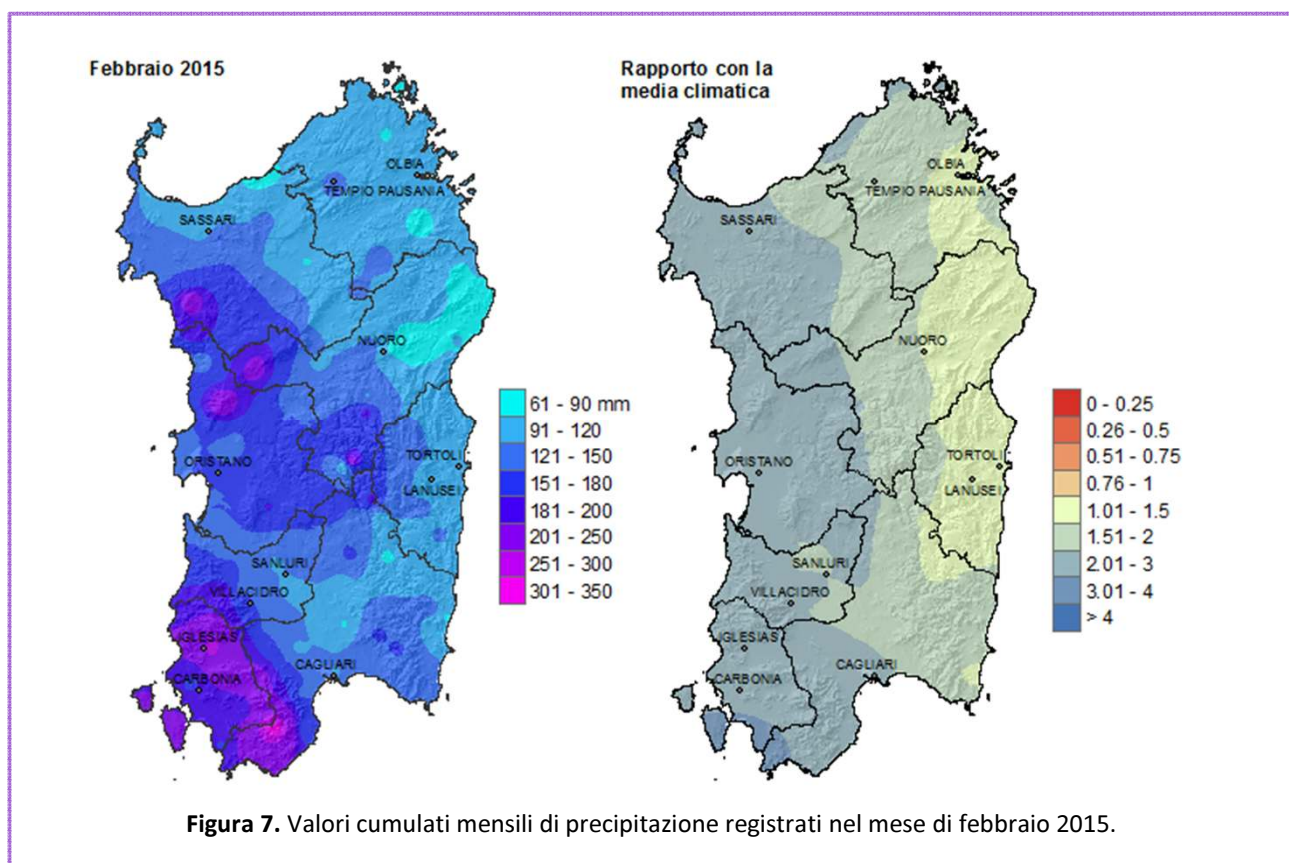 Febbraio 2015
OLBIA
TEMPIO PAUSANIA
SASSARI
NUORO
ORISTANO
TORTOLI
LANUSEI
SANLURI
VILLACIDRO
IGLESIAS
CARBONIA
CAGLIARI
61 - 90 mm
91 - 120
121 - 150
151 - 180
181 - 200
201 - 250
251 - 300
301 - 350
Rapporto con la
media climatica
OLBIA
TEMPIO PAUSANIA
SASSARI
NUORO
ORISTANO
TORTOLI
LANUSEI
SANLURI
VILLACIDRO
IGLESIAS
CARBONIA
CAGLIARI
0 - 0.25
0.26 - 0.5
0.51 - 0.75
0.76 - 1
1.01 - 1.5
1.51 - 2
2.01 - 3
3.01 - 4
> 4
Figura 7. Valori cumulati mensili di precipitazione registrati nel mese di febbraio 2015.